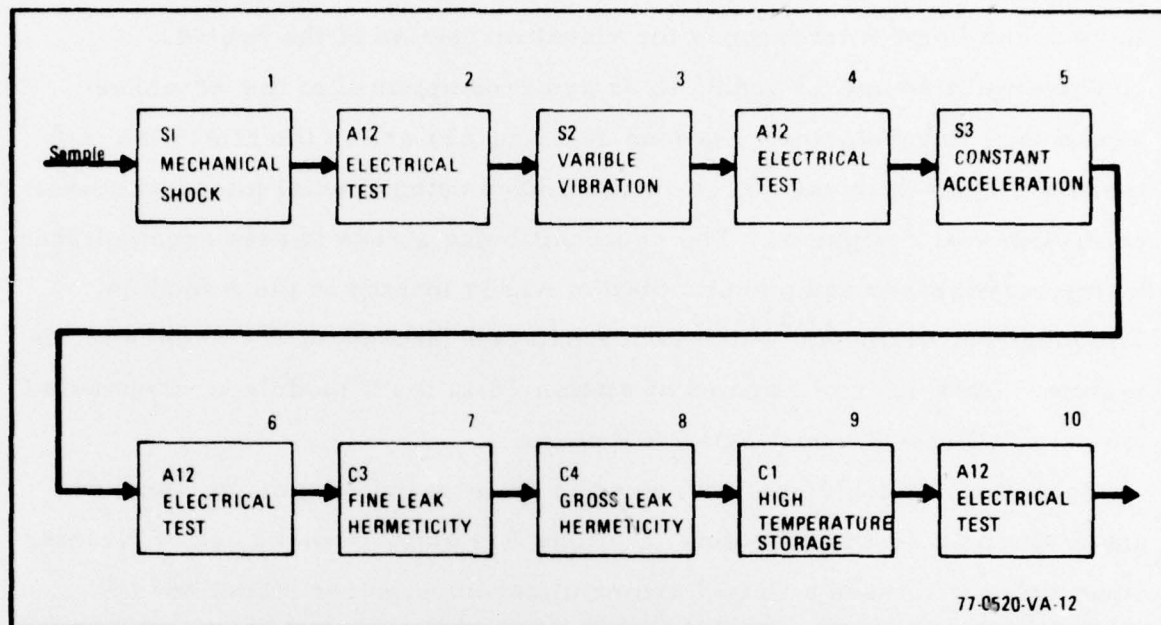 1 2 3 4 5
Sample
S1
MECHANICAL
SHOCK
A12
ELECTRICAL
TEST
S2
VARIBLE
VIBRATION
A12
ELECTRICAL
TEST
S3
CONSTANT
ACCELERATION
6 7 8 9 10
A12
ELECTRICAL
TEST
C3
FINE LEAK
HERMETICITY
C4
GROSS LEAK
HERMETICITY
C1
HIGH
TEMPERATURE
STORAGE
A12
ELECTRICAL
TEST
77-0520-VA-12